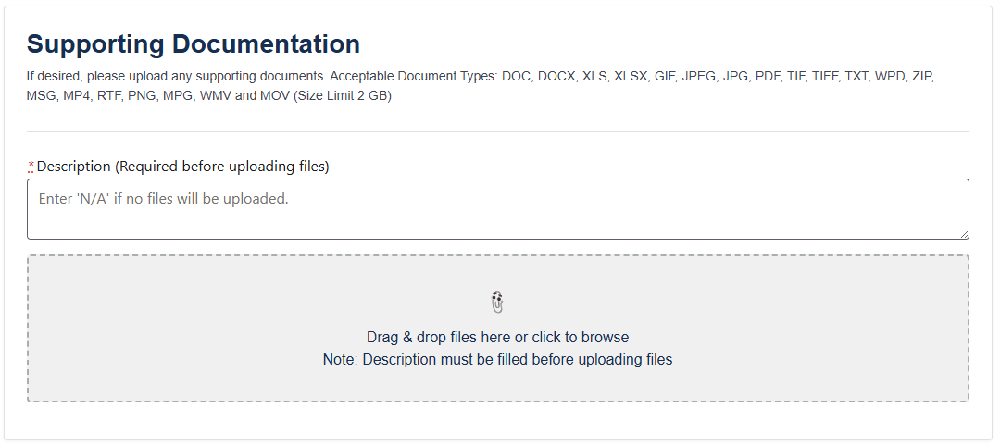 Supporting Documentation
If desired, please upload any supporting documents. Acceptable Document Types: DOC, DOCX, XLS, XLSX, GIF, JPEG, JPG, PDF, TIF, TIFF, TXT, WPD, ZIP,
MSG, MP4, RTF, PNG, MPG, WMV and MOV (Size Limit 2 GB)
* Description (Required before uploading files)
Enter 'N/A' if no files will be uploaded.
Drag & drop files here or click to browse
Note: Description must be filled before uploading files